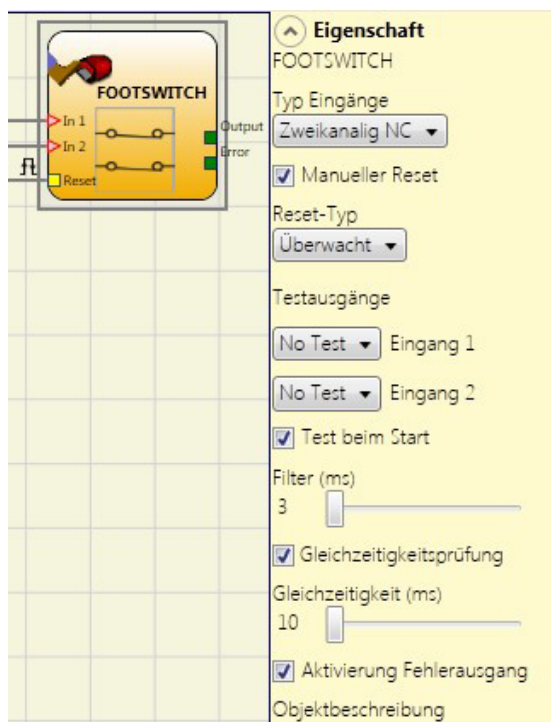 FOOTSWITCH
In 1
In 2
Reset
Output
Error
Eigenschaft
FOOTSWITCH
Typ Eingänge
Zweikanalig NC
Manueller Reset
Reset-Typ
Überwacht
Testausgänge
No Test Eingang 1
No Test Eingang 2
Test beim Start
Filter (ms)
3
Gleichzeitigkeitsprüfung
Gleichzeitigkeit (ms)
10
Aktivierung Fehlerausgang
Objektbeschreibung